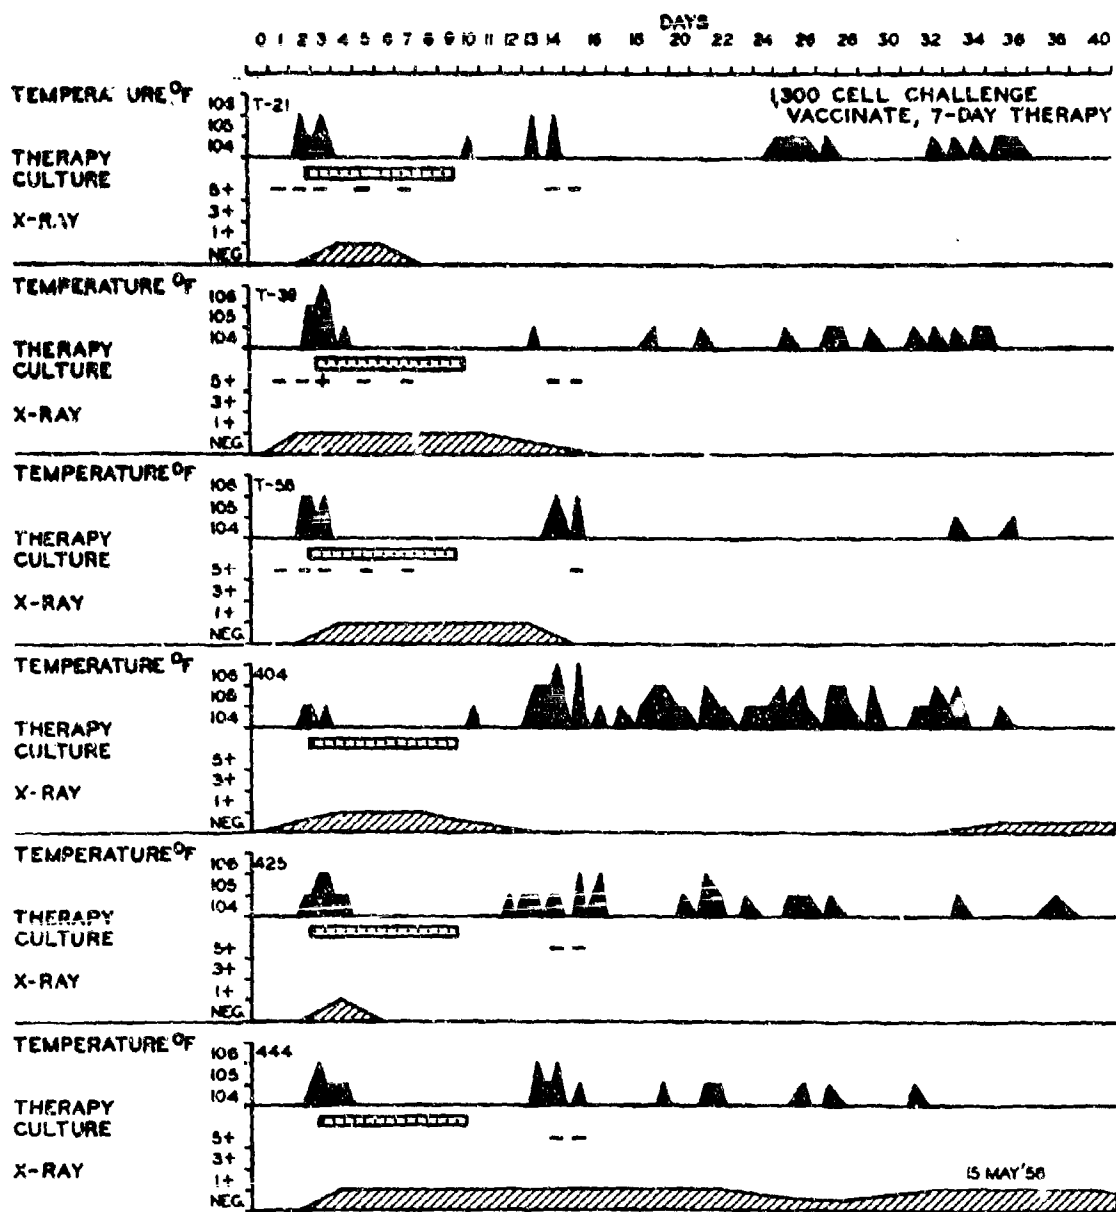 DAYS
0 1 2 3 4 5 6 7 8 9 10 11 12 13 14 16 18 20 22 24 26 28 30 32 34 36 38 40
TEMPERA URE °F
106
T-21
1,300 CELL CHALLENGE
105
VACCINATE, 7-DAY THERAPY
104
THERAPY
CULTURE
5+
3+
X-RAY
1+
NEG.
TEMPERATURE °F
106
T-39
105
104
THERAPY
CULTURE
5+
- - + - - - -
3+
X-RAY
1+
NEG.
TEMPERATURE °F
106
T-58
105
104
THERAPY
CULTURE
5+
3+
X-RAY
1+
NEG.
TEMPERATURE °F
106
404
105
104
THERAPY
CULTURE
5+
3+
X-RAY
1+
NEG.
TEMPERATURE °F
106
425
105
104
THERAPY
CULTURE
5+
3+
X-RAY
1+
NEG.
TEMPERATURE °F
106
444
105
104
THERAPY
CULTURE
5+
3+
X-RAY
15 MAY '58
1+
NEG.